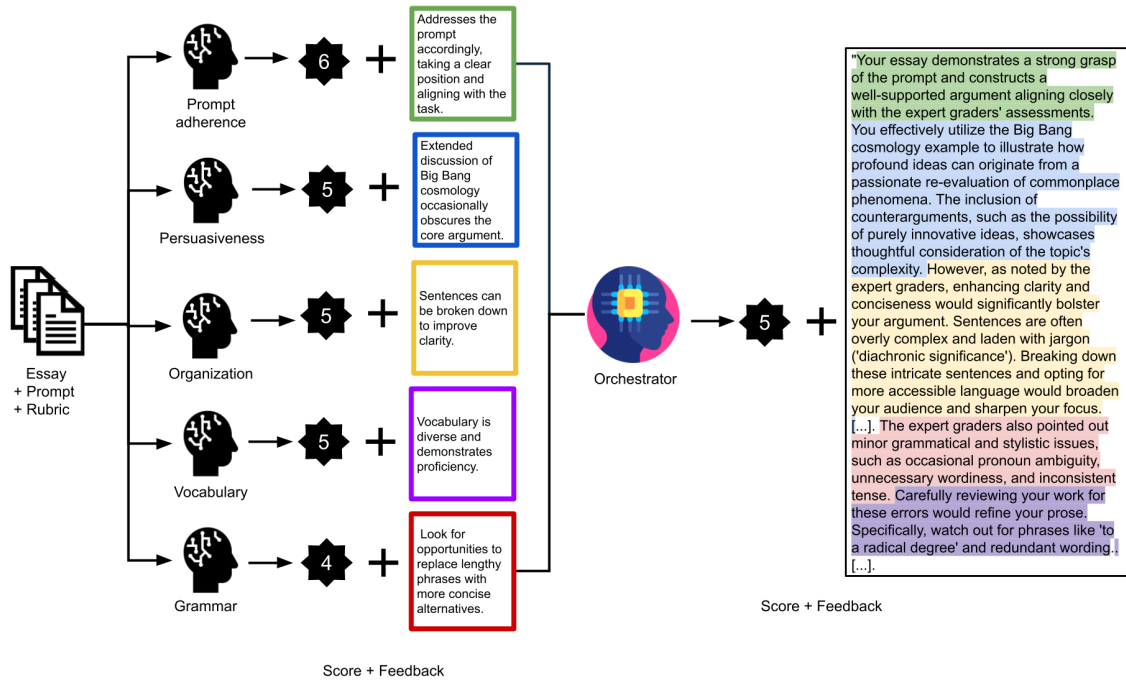 Essay
+ Prompt
+ Rubric
Prompt
adherence
6
Addresses the
prompt
accordingly,
taking a clear
position and
aligning with the
task.
Persuasiveness
5
Extended
discussion of
Big Bang
cosmology
occasionally
obscures the
core argument.
Organization
5
Sentences can
be broken down
to improve
clarity.
Vocabulary
5
Vocabulary is
diverse and
demonstrates
proficiency.
Grammar
4
Look for
opportunities to
replace lengthy
phrases with
more concise
alternatives.
Score + Feedback
Orchestrator
5
"Your essay demonstrates a strong grasp
of the prompt and constructs a
well-supported argument aligning closely
with the expert graders' assessments.
You effectively utilize the Big Bang
cosmology example to illustrate how
profound ideas can originate from a
passionate re-evaluation of commonplace
phenomena. The inclusion of
counterarguments, such as the possibility
of purely innovative ideas, showcases
thoughtful consideration of the topic's
complexity. However, as noted by the
expert graders, enhancing clarity and
conciseness would significantly bolster
your argument. Sentences are often
overly complex and laden with jargon
('diachronic significance'). Breaking down
these intricate sentences and opting for
more accessible language would broaden
your audience and sharpen your focus.
[...]. The expert graders also pointed out
minor grammatical and stylistic issues,
such as occasional pronoun ambiguity,
unnecessary wordiness, and inconsistent
tense. Carefully reviewing your work for
these errors would refine your prose.
Specifically, watch out for phrases like 'to
a radical degree' and redundant wording..
[...].
Score + Feedback